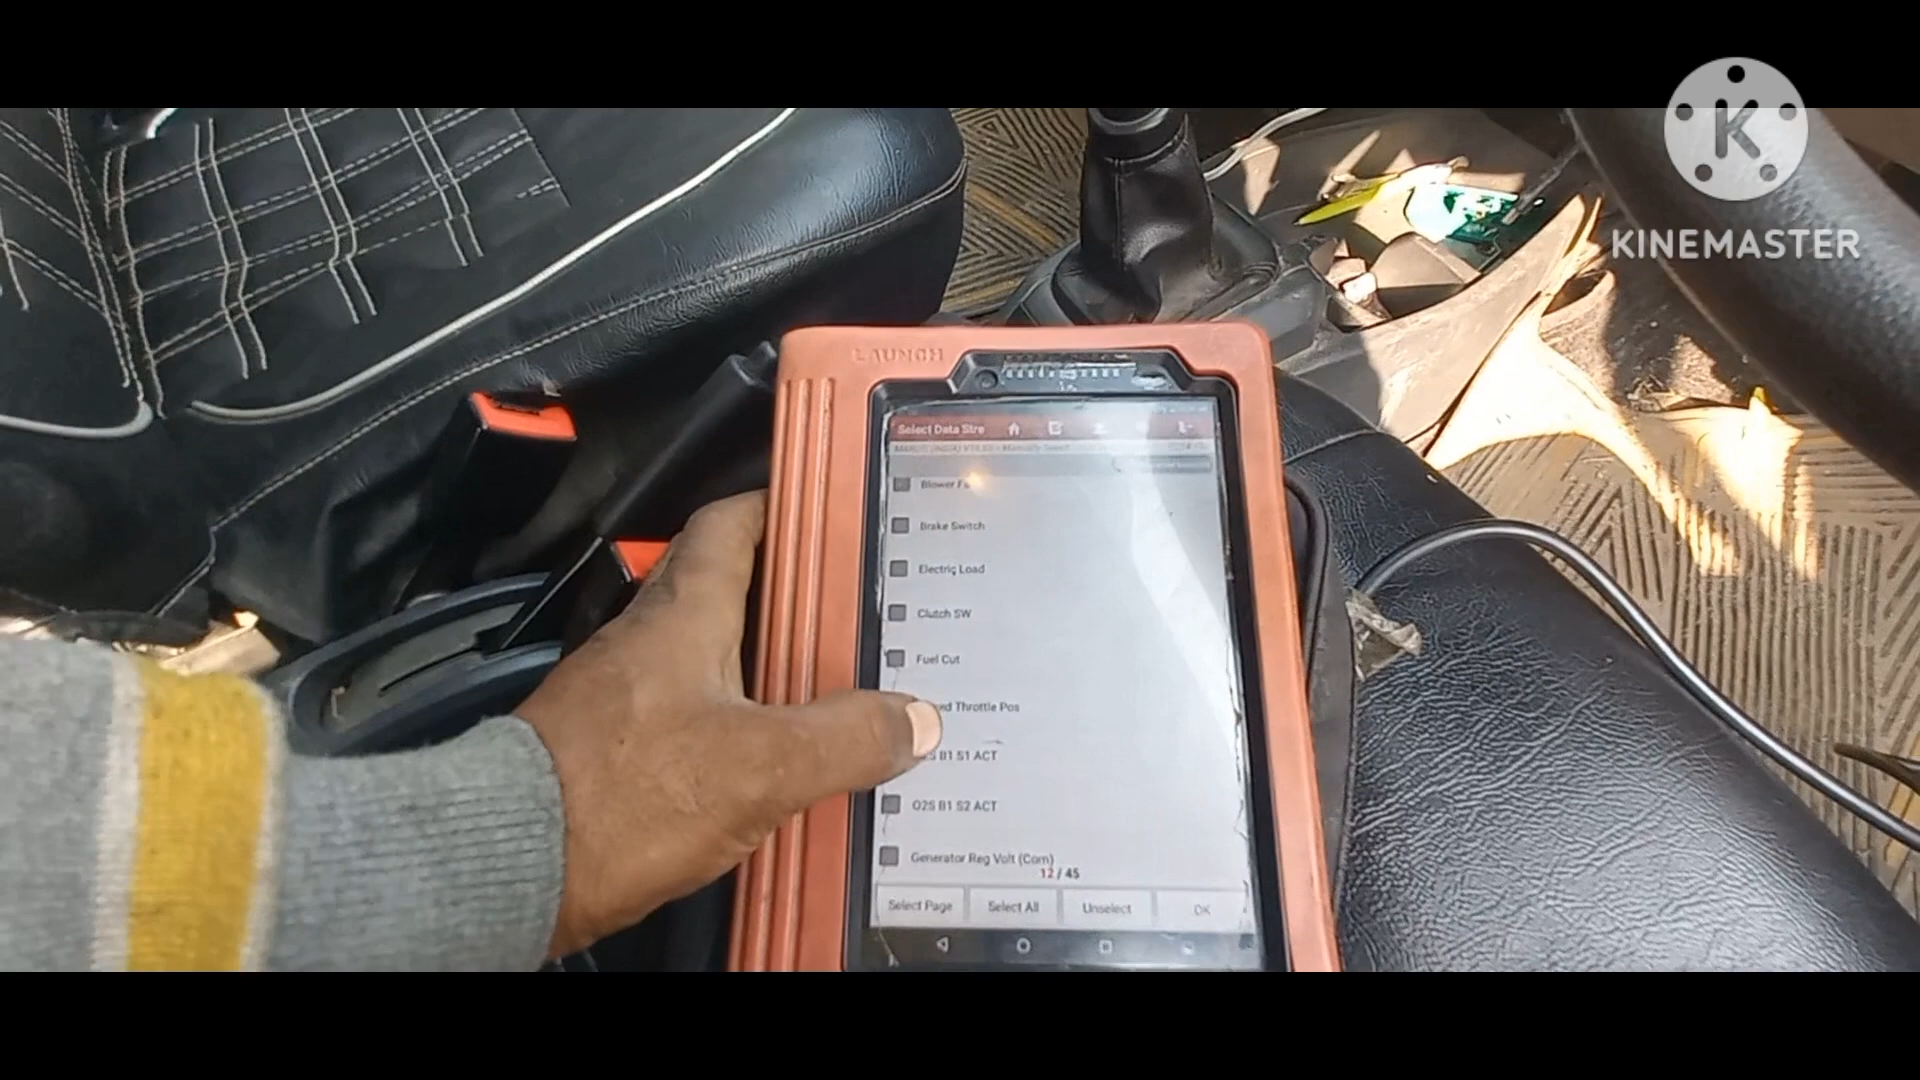 KINEMASTER
LAUNCH
Select Data Stre
Blower
Brake Switch
Electric Load
Clutch SW
Fuel Cut
Throttle Pos
B1 S1 ACT
O2S B1 S2 ACT
Generator Reg Volt (Com)
12 / 45
Select Page
Select All
Unselect
OK